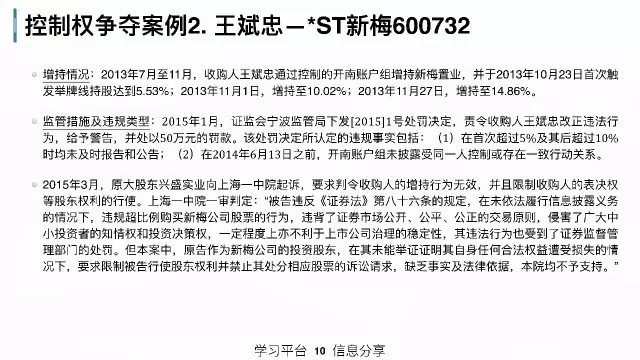 控制权争夺案例2. 王斌忠—*ST新梅600732
增持情况：2013年7月至11月，收购人王斌忠通过控制的开南账户组增持新梅置业，并于2013年10月23日首次触
发举牌线持股达到5.53%；2013年11月1日，增持至10.02%；2013年11月27日，增持至14.86%。
监管措施及违规类型：2015年1月，证监会宁波监管局下发[2015]1号处罚决定，责令收购人王斌忠改正违法行
为，给予警告，并处以50万元的罚款。该处罚决定所认定的违规事实包括：（1）在首次超过5%及其后超过10%
时均未及时报告和公告；（2）在2014年6月13日之前，开南账户组未披露受同一人控制或存在一致行动关系。
2015年3月，原大股东兴盛实业向上海一中院起诉，要求判令收购人的增持行为无效，并且限制收购人的表决权
等股东权利的行使。上海一中院一审判定：“被告违反《证券法》第八十六条的规定，在未依法履行信息披露义务
的情况下，违规超比例购买新梅公司股票的行为，违背了证券市场公开、公平、公正的交易原则，侵害了广大中
小投资者的知情权和投资决策权，一定程度上亦不利于上市公司治理的稳定性，其违法行为也受到了证券监督管
理部门的处罚。但本案中，原告作为新梅公司的投资股东，在其未能举证证明其自身任何合法权益遭受损失的情
况下，要求限制被告行使股东权利并禁止其处分相应股票的诉讼请求，缺乏事实及法律依据，本院均不予支持。”
学习平台 10 信息分享